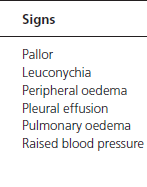 Signs
Pallor
Leuconychia
Peripheral oedema
Pleural effusion
Pulmonary oedema
Raised blood pressure